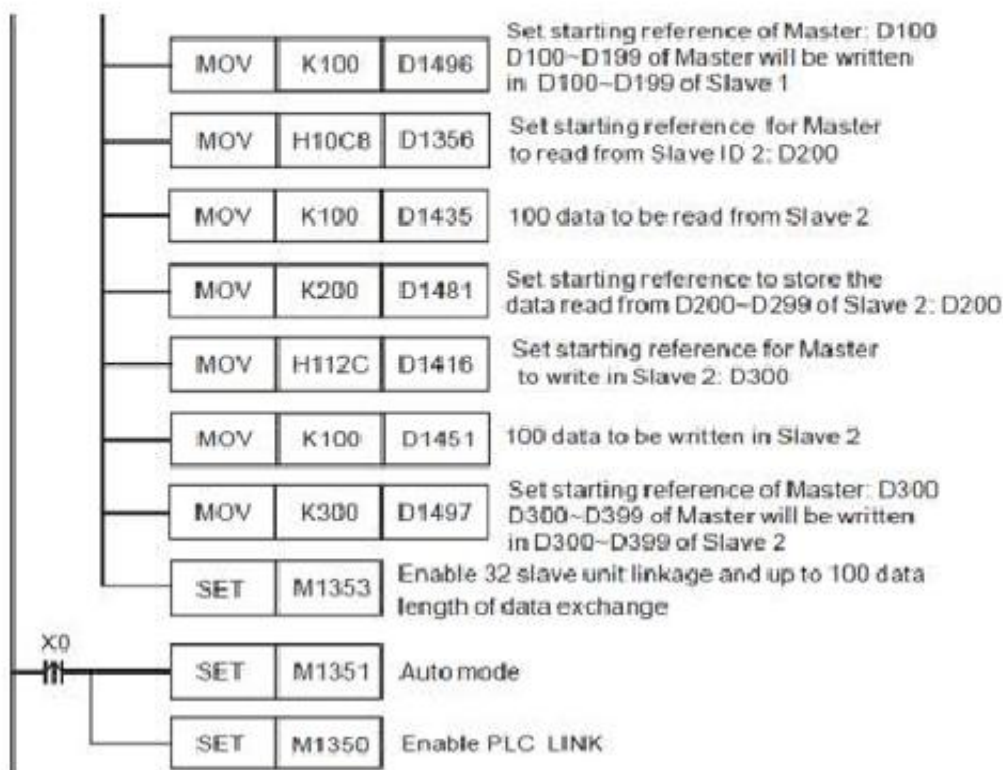 MOV K100 D1496 Set starting reference of Master: D100
D100~D199 of Master will be written
in D100~D199 of Slave 1
MOV H10C8 D1356 Set starting reference for Master
to read from Slave ID 2: D200
MOV K100 D1435 100 data to be read from Slave 2
MOV K200 D1481 Set starting reference to store the
data read from D200~D299 of Slave 2: D200
MOV H112C D1416 Set starting reference for Master
to write in Slave 2: D300
MOV K100 D1451 100 data to be written in Slave 2
MOV K300 D1497 Set starting reference of Master: D300
D300~D399 of Master will be written
in D300~D399 of Slave 2
SET M1353 Enable 32 slave unit linkage and up to 100 data
length of data exchange
X0
SET M1351 Auto mode
SET M1350 Enable PLC LINK